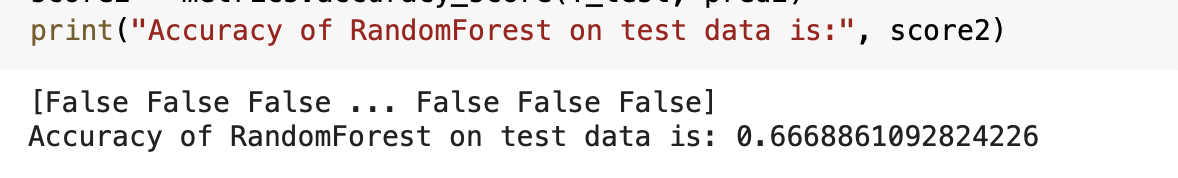 print("Accuracy of RandomForest on test data is:", score2)
[False False False ... False False False]
Accuracy of RandomForest on test data is: 0.6668861092824226